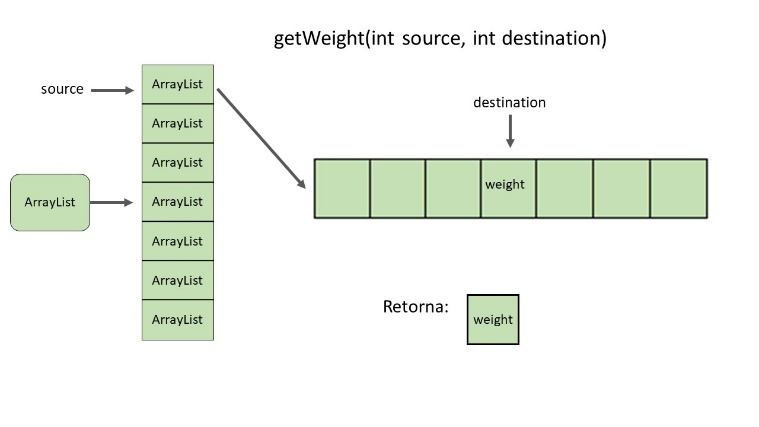 getWeight(int source, int destination)
source
ArrayList
ArrayList
ArrayList
ArrayList
ArrayList
ArrayList
ArrayList
ArrayList
destination
weight
Retorna:
weight